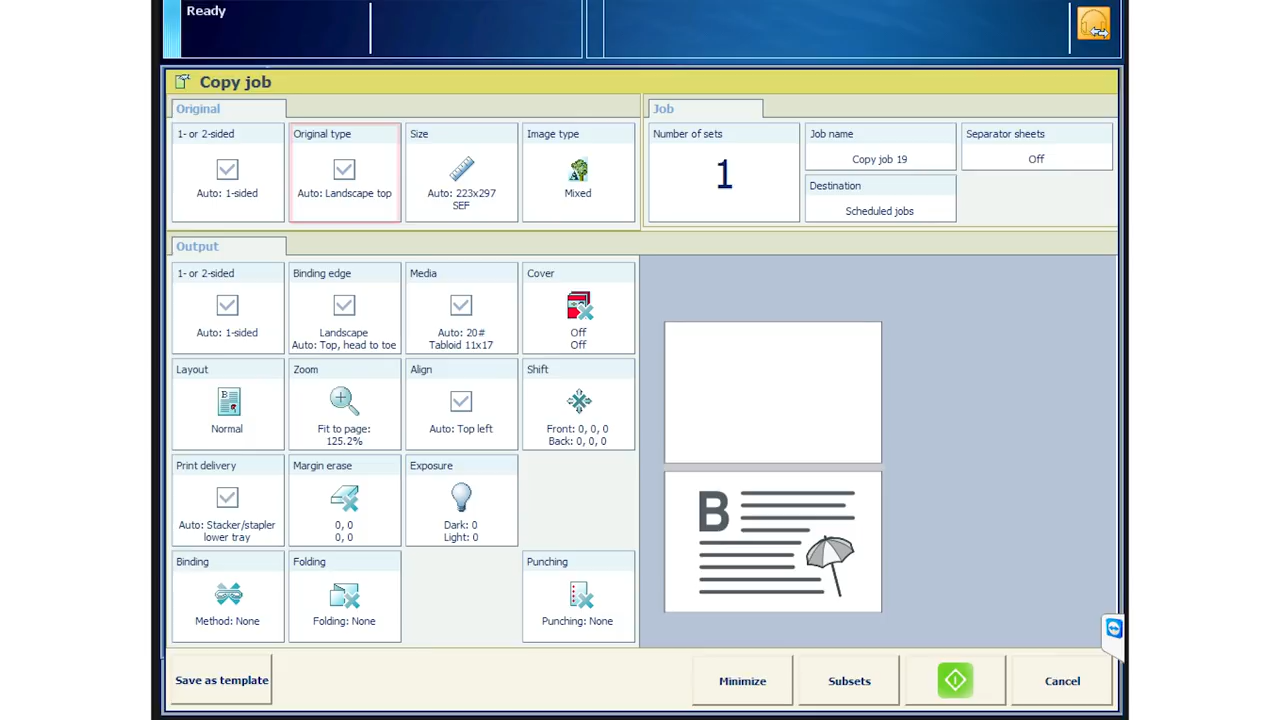 Ready
Copy job
Original
1- or 2-sided
Auto: 1-sided
Original type
Auto: Landscape top
Size
Auto: 223x297
SEF
Image type
A
Mixed
Job
Number of sets
1
Job name
Copy job 19
Separator sheets
Off
Destination
Scheduled jobs
Output
1- or 2-sided
Auto: 1-sided
Binding edge
Landscape
Auto: Top, head to toe
Media
Auto: 20#
Tabloid 11x17
Cover
Off
Off
Layout
B
Normal
Zoom
Fit to page:
125.2%
Align
Auto: Top left
Shift
Front: 0, 0, 0
Back: 0, 0, 0
Print delivery
Auto: Stacker/stapler
lower tray
Margin erase
0, 0
0, 0
Exposure
Dark: 0
Light: 0
Binding
Method: None
Folding
Folding: None
Punching
Punching: None
B
Save as template
Minimize
Subsets
Cancel